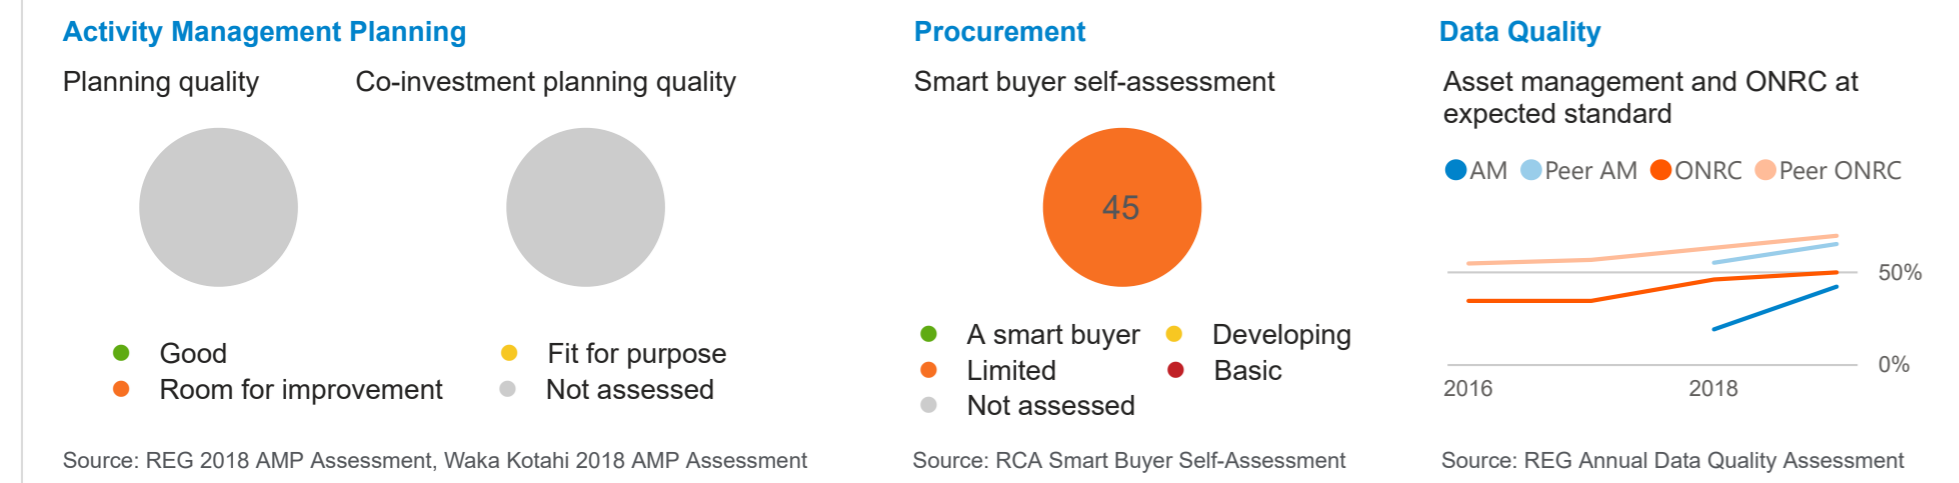 Activity Management Planning
Planning quality
Co-investment planning quality
Good
Fit for purpose
Room for improvement
Not assessed
Source: REG 2018 AMP Assessment, Waka Kotahi 2018 AMP Assessment
Procurement
Smart buyer self-assessment
45
A smart buyer
Developing
Limited
Basic
Not assessed
Source: RCA Smart Buyer Self-Assessment
Data Quality
Asset management and ONRC at
expected standard
AM Peer AM ONRC Peer ONRC
50%
0%
2016 2018
Source: REG Annual Data Quality Assessment